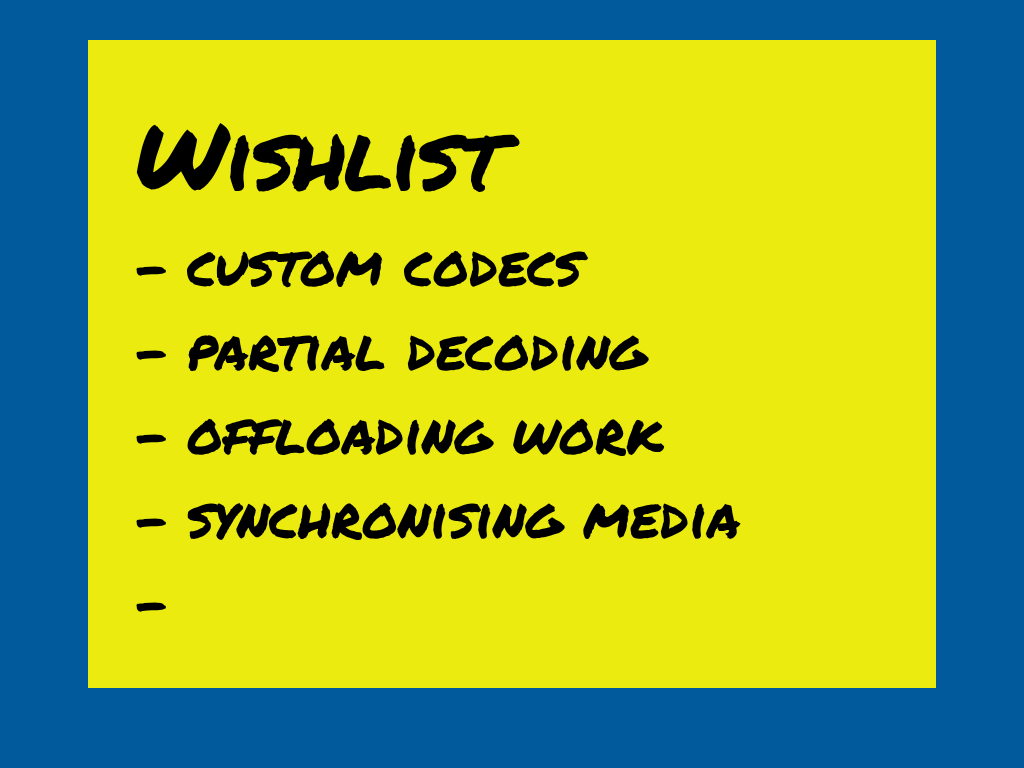 Wishlist
- custom codecs
- partial decoding
- offloading work
- synchronising media
-